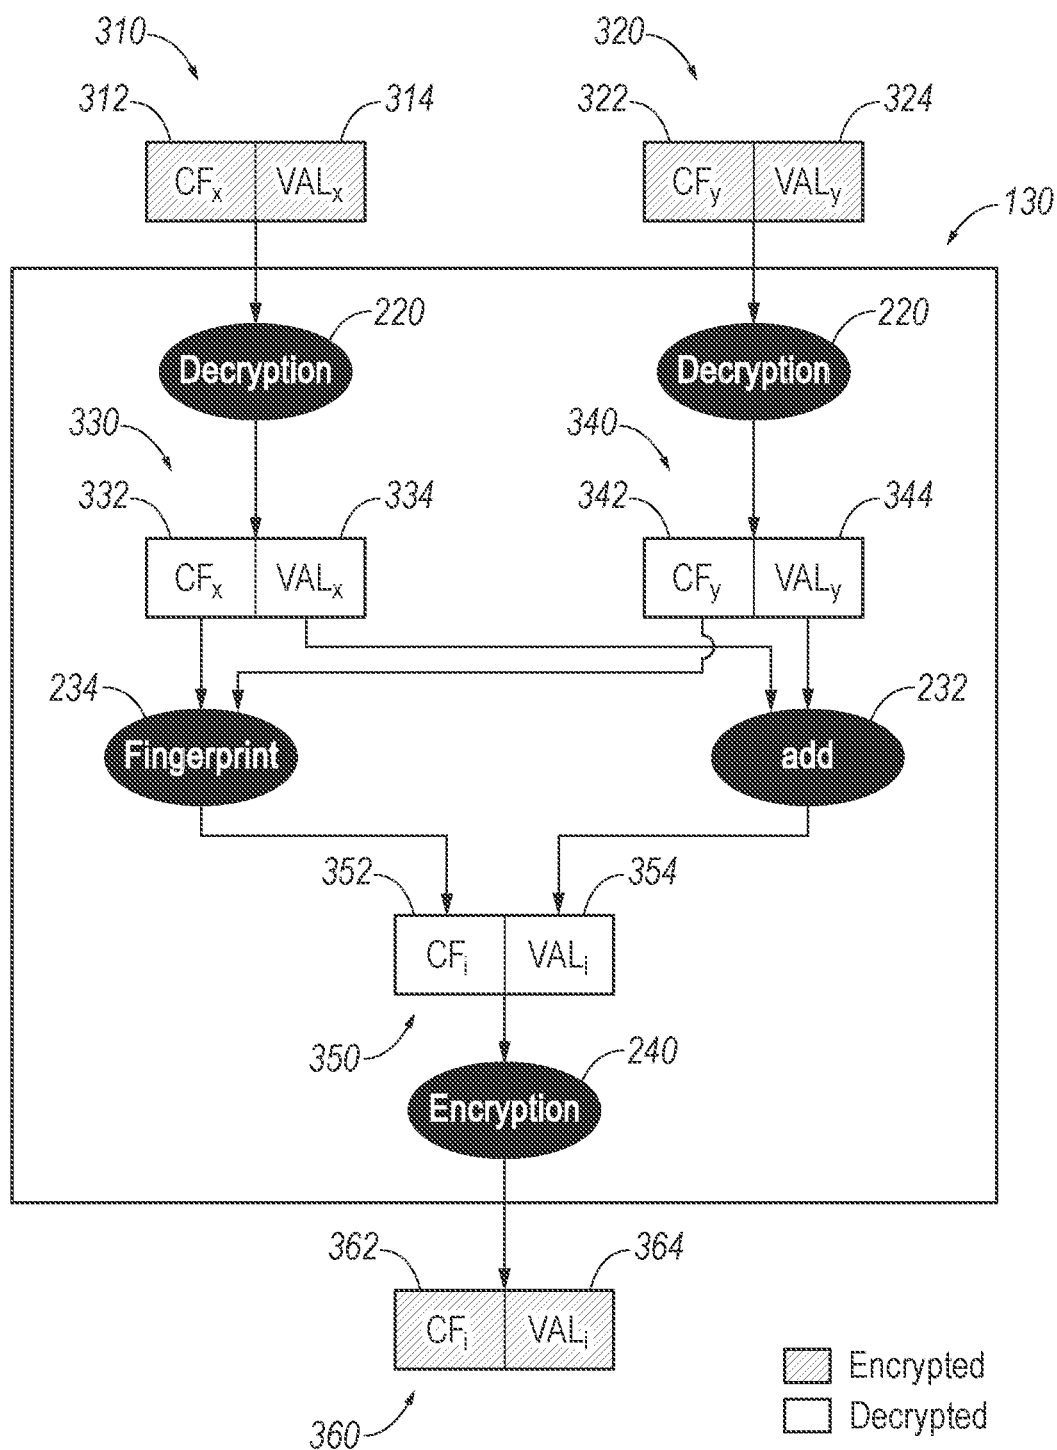 310
320
312
314
322
324
CFx
VALx
CFy
VALy
130
220
220
Decryption
Decryption
330
340
332
334
342
344
CFx
VALx
CFy
VALy
234
232
Fingerprint
add
352
354
CFi
VALi
350
240
Encryption
362
364
CFi
VALi
360
Encrypted
Decrypted